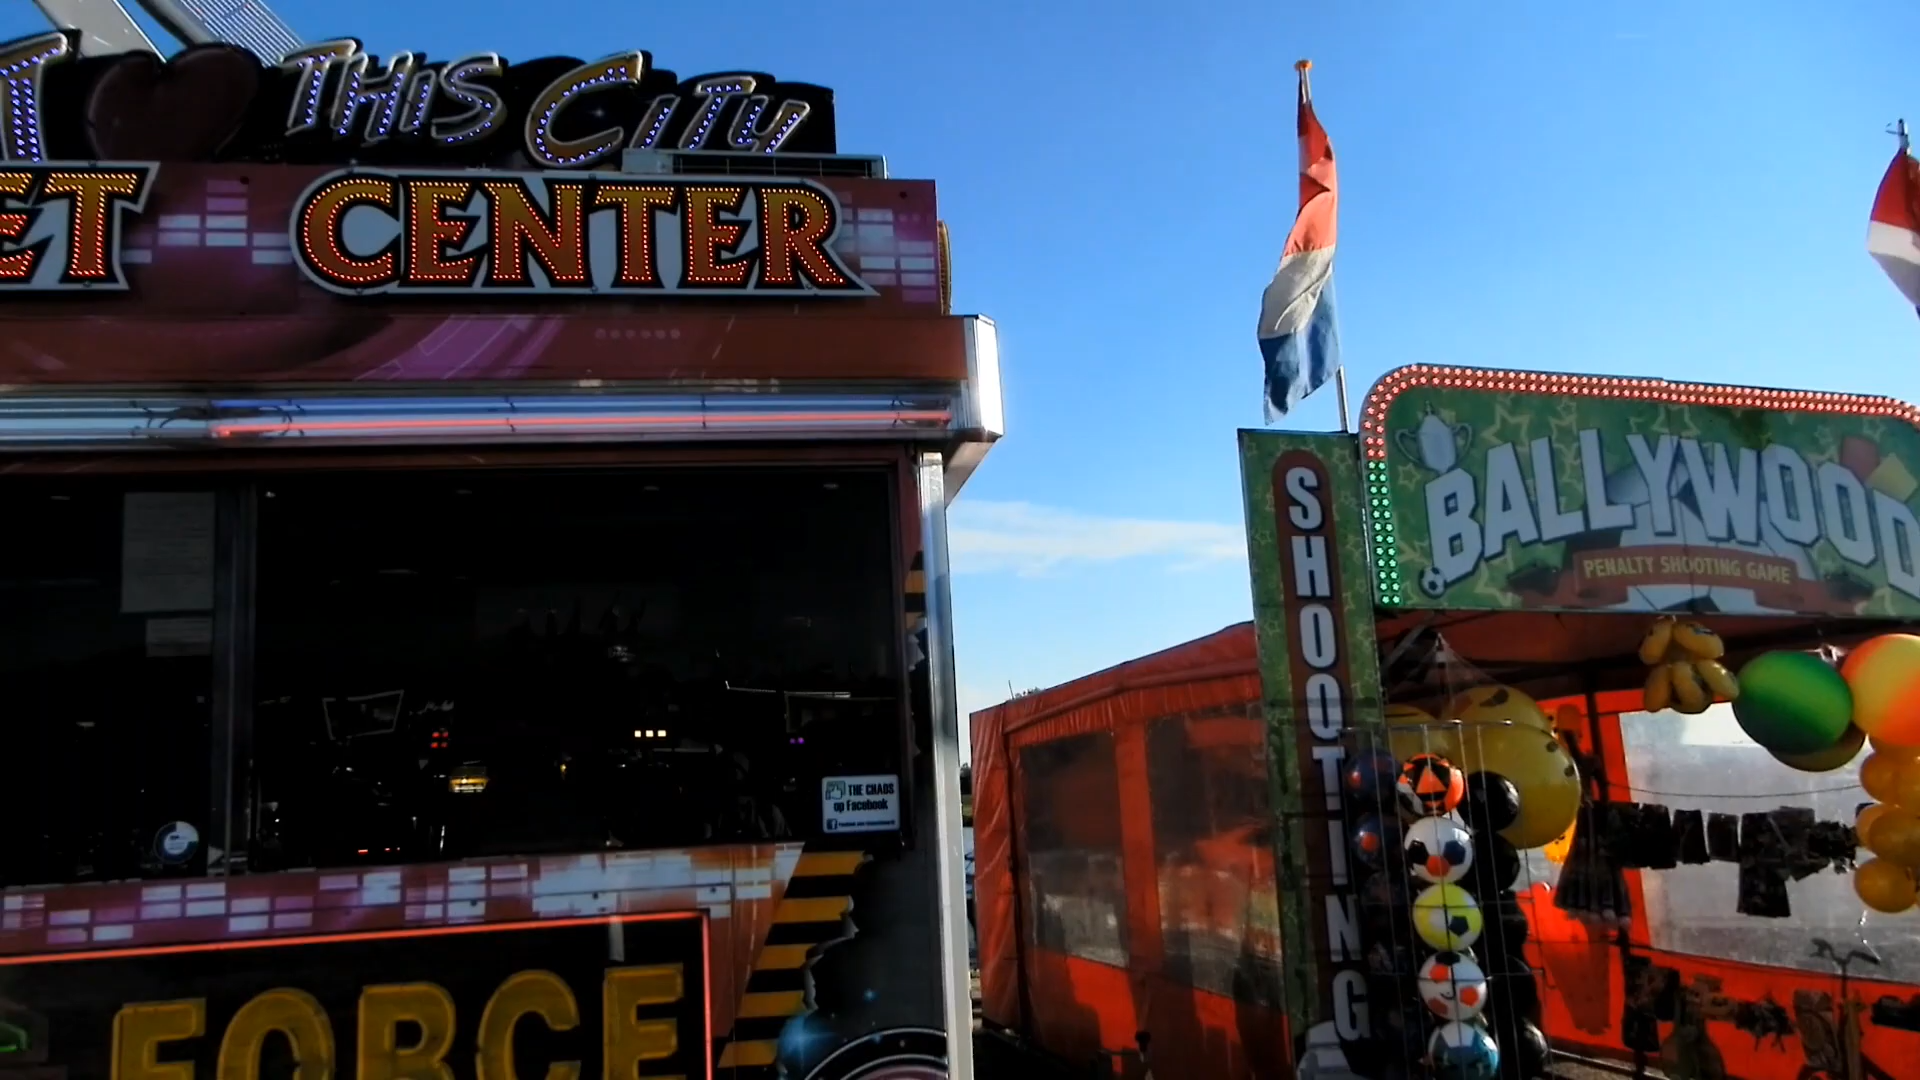 I THIS CITY
ET CENTER
THE CHAOS
op Facebook
FORCE
SHOOTING
BALLYWOOD
PENALTY SHOOTING GAME